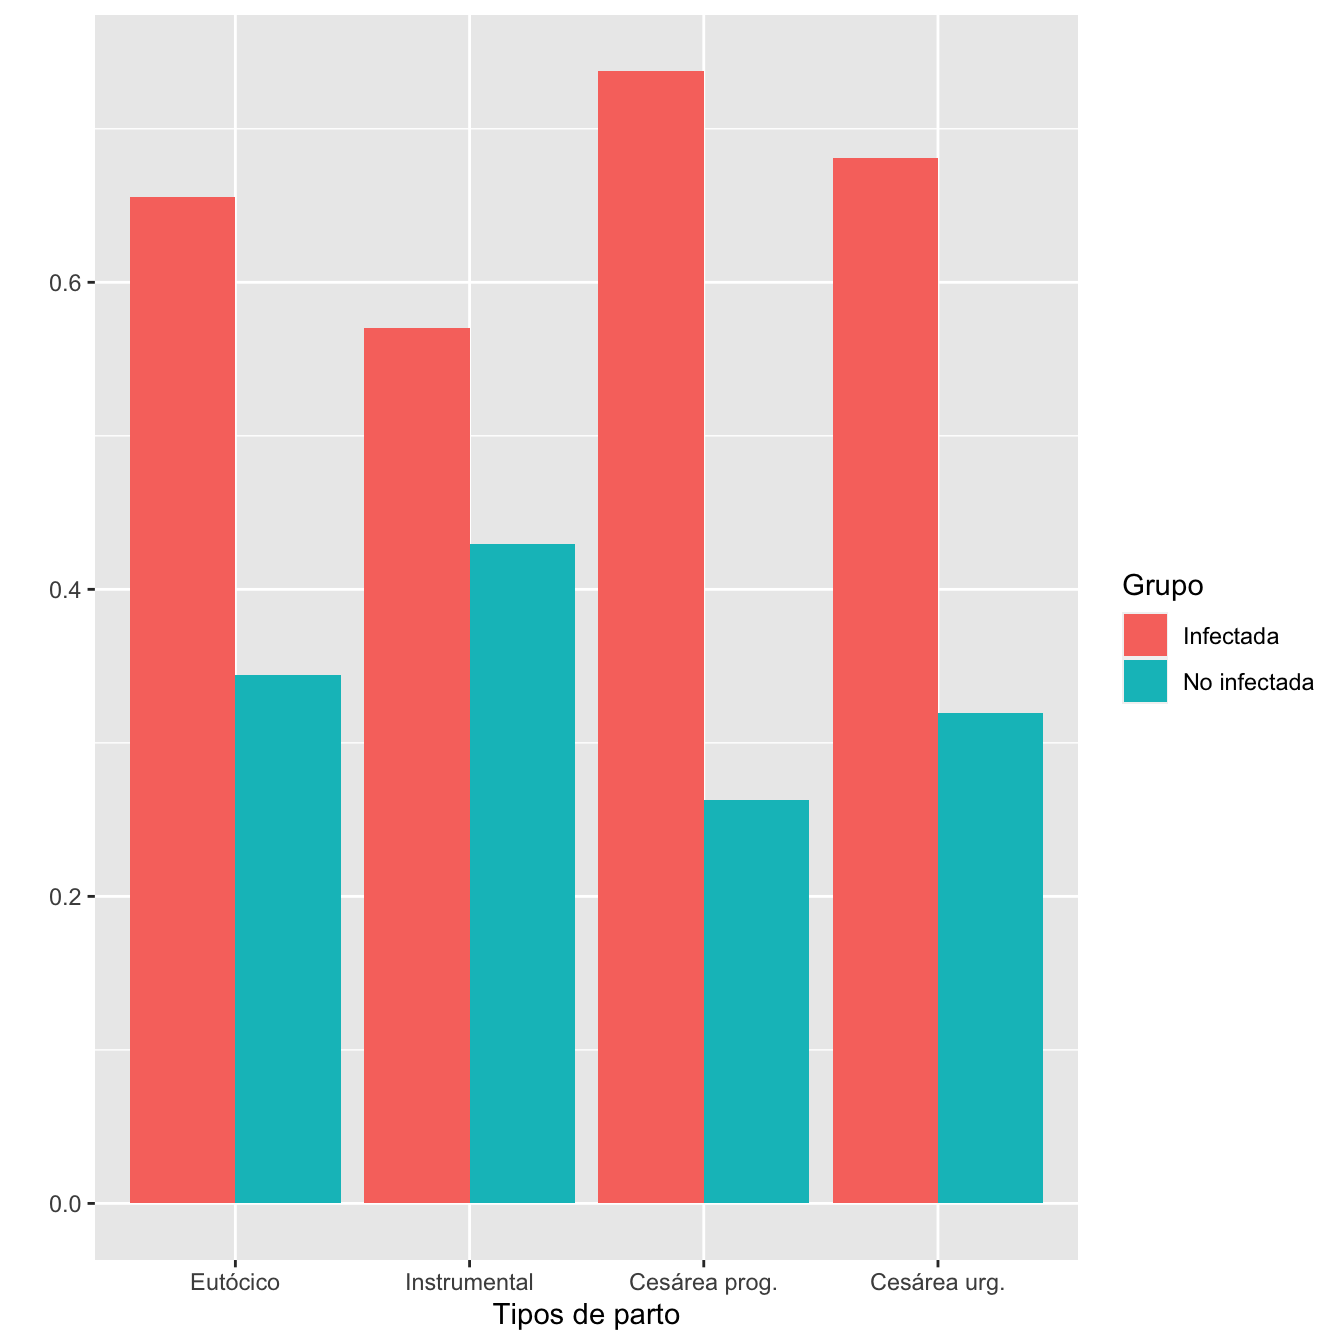 0.6
0.4
0.2
0.0
Eutócico
Instrumental
Cesárea prog.
Cesárea urg.
Tipos de parto
Grupo
Infectada
No infectada